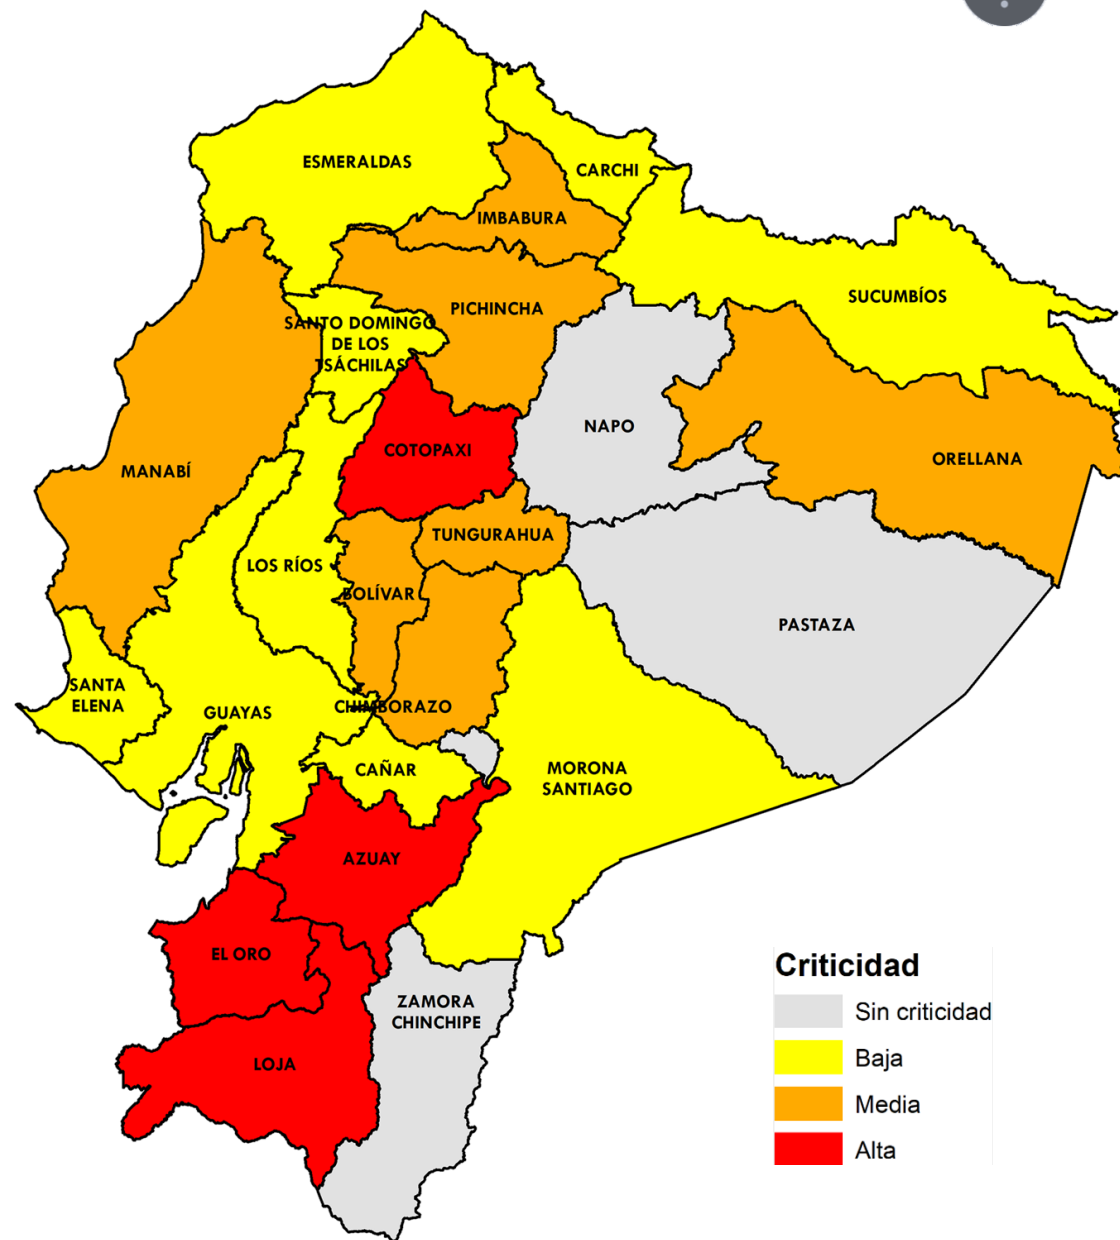 ESMERALDAS
CARCHI
IMBABURA
SUCUMBÍOS
PICHINCHA
SANTO DOMINGO
DE LOS
TSÁCHILAS
NAPO
COTOPAXI
ORELLANA
MANABÍ
TUNGURAHUA
LOS RÍOS
BOLÍVAR
PASTAZA
SANTA
ELENA
GUAYAS
CHIMBORAZO
CAÑAR
MORONA
SANTIAGO
AZUAY
EL ORO
ZAMORA
CHINCHIPE
LOJA
Criticidad
Sin criticidad
Baja
Media
Alta